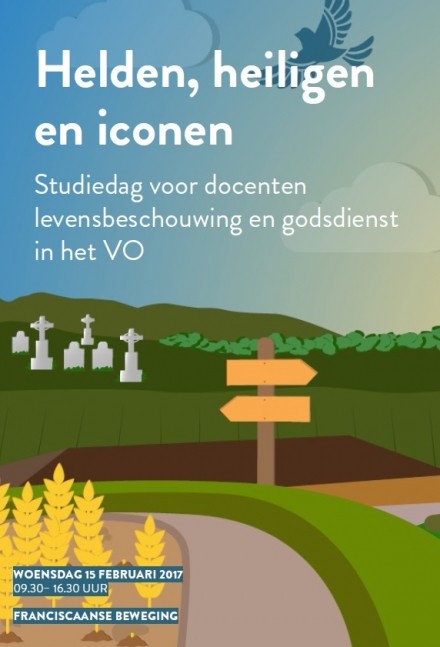 Helden, heiligen
en iconen
Studiedag voor docenten
levensbeschouwing en godsdienst
in het VO
WOENSDAG 15 FEBRUARI 2017
09.30– 16.30 UUR
FRANCISCAANSE BEWEGING